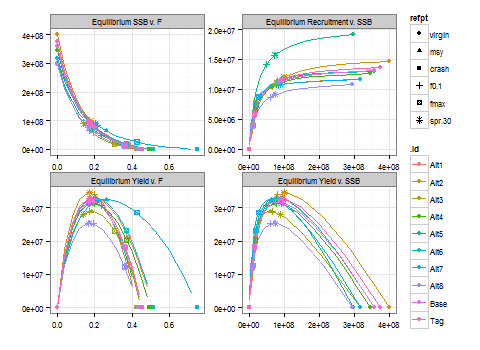 Equilibrium SSB v. F
4e+08
3e+08
2e+08
1e+08
0e+00
0.0 0.2 0.4 0.6
Equilibrium Recruitment v. SSB
2.0e+07
1.5e+07
1.0e+07
5.0e+06
0.0e+00
0e+00 1e+08 2e+08 3e+08 4e+08
Equilibrium Yield v. F
3e+07
2e+07
1e+07
0e+00
0.0 0.2 0.4 0.6
Equilibrium Yield v. SSB
3e+07
2e+07
1e+07
0e+00
0e+00 1e+08 2e+08 3e+08 4e+08
refpt
virgin
msy
crash
f0.1
fmax
spr.30
.id
Alt1
Alt2
Alt3
Alt4
Alt5
Alt6
Alt7
Alt8
Base
Tag